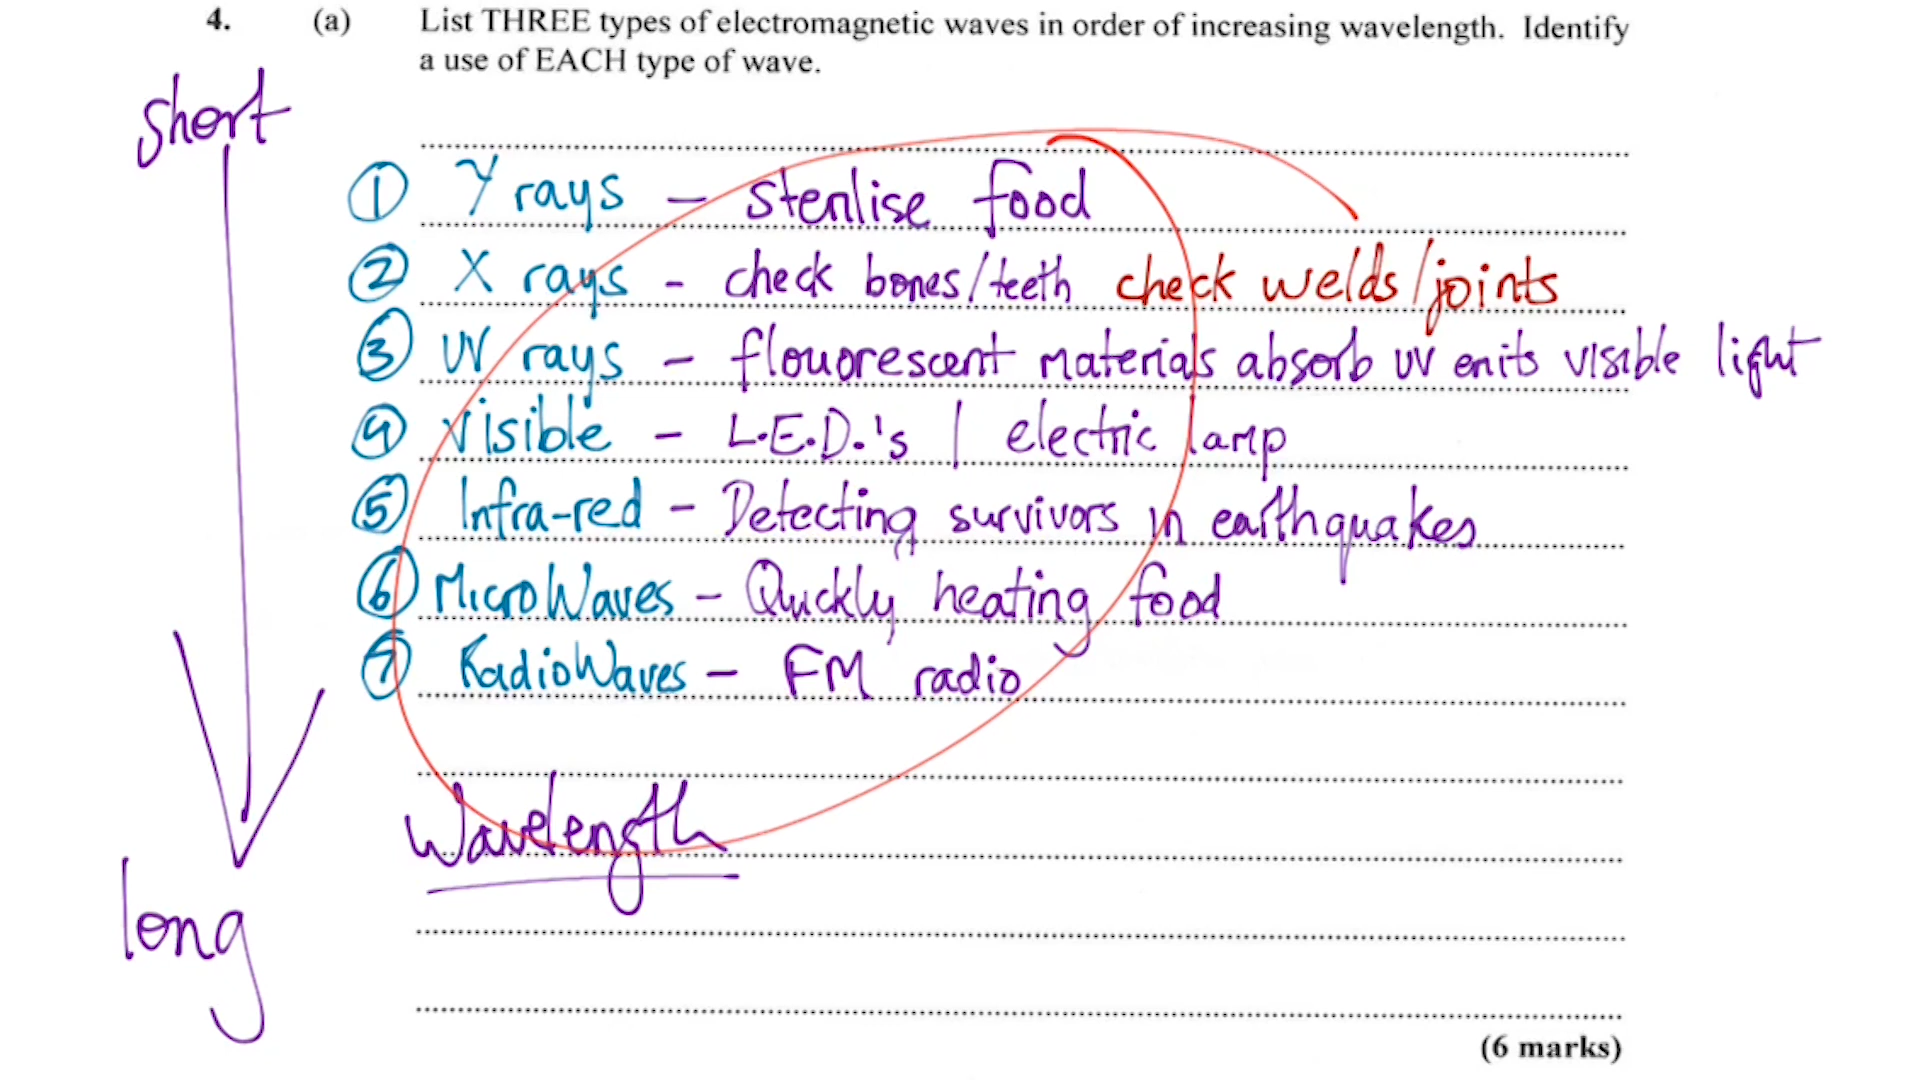 4. (a) List THREE types of electromagnetic waves in order of increasing wavelength. Identify
a use of EACH type of wave.
short
① γ rays - sterilise food
② X rays - check bones/teeth check welds/joints
③ UV rays - flouorescent materials absorb UV emits visible light
④ Visible - L.E.D.'s | electric lamp
⑤ Infra-red - Detecting survivors in earthquakes
⑥ MicroWaves - Quickly heating food
⑦ RadioWaves - FM radio
Wavelength
long
(6 marks)